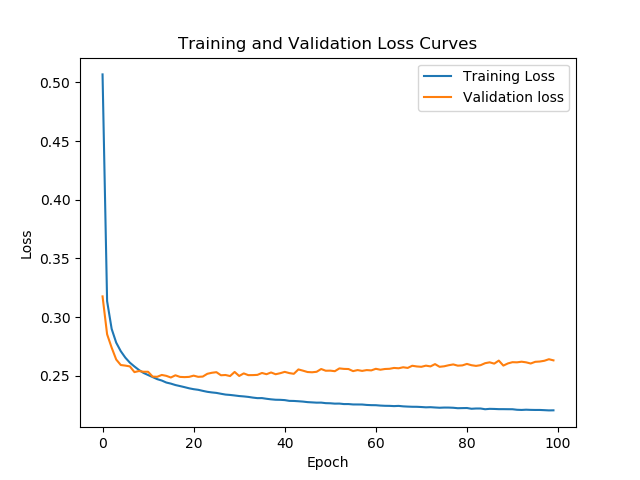 Training and Validation Loss Curves
Training Loss
Validation loss
0.50
0.45
0.40
0.35
0.30
0.25
Loss
0 20 40 60 80 100
Epoch